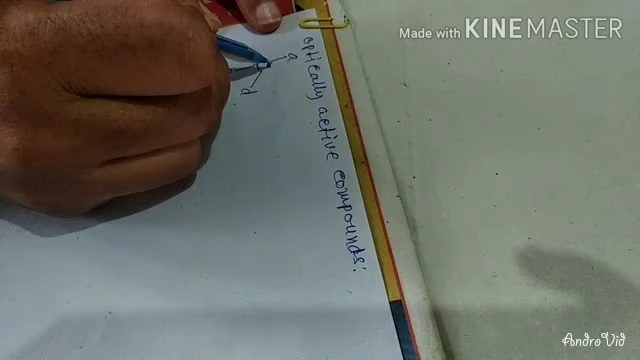 Made with KINEMASTER
optically active compounds:
a
d
AndroVid